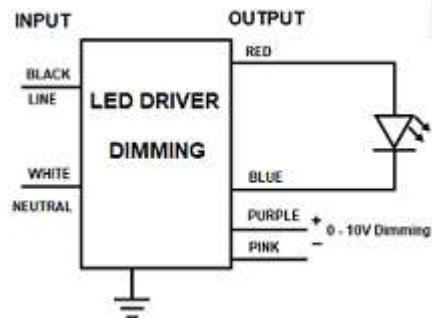 INPUT
OUTPUT
BLACK
LINE
WHITE
NEUTRAL
LED DRIVER
DIMMING
RED
BLUE
PURPLE
+
0 - 10V Dimming
–
PINK